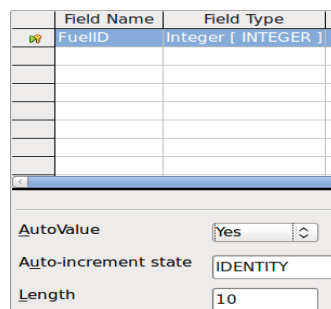 Field Name Field Type
FuelID Integer [ INTEGER ]
AutoValue Yes
Auto-increment state IDENTITY
Length 10